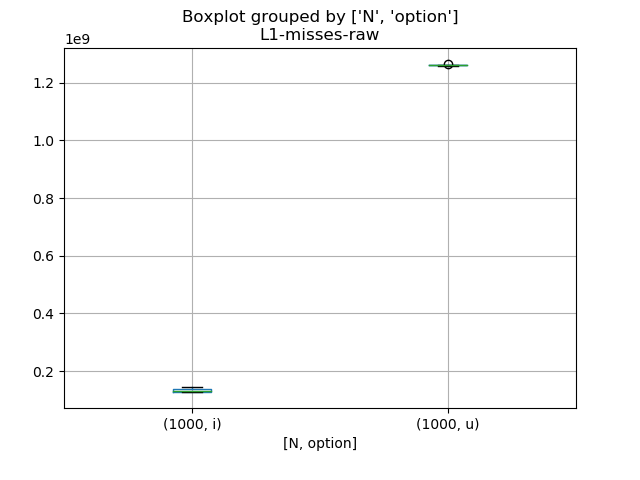 Boxplot grouped by ['N', 'option']
L1-misses-raw
1e9
1.2
1.0
0.8
0.6
0.4
0.2
(1000, i) (1000, u)
[N, option]